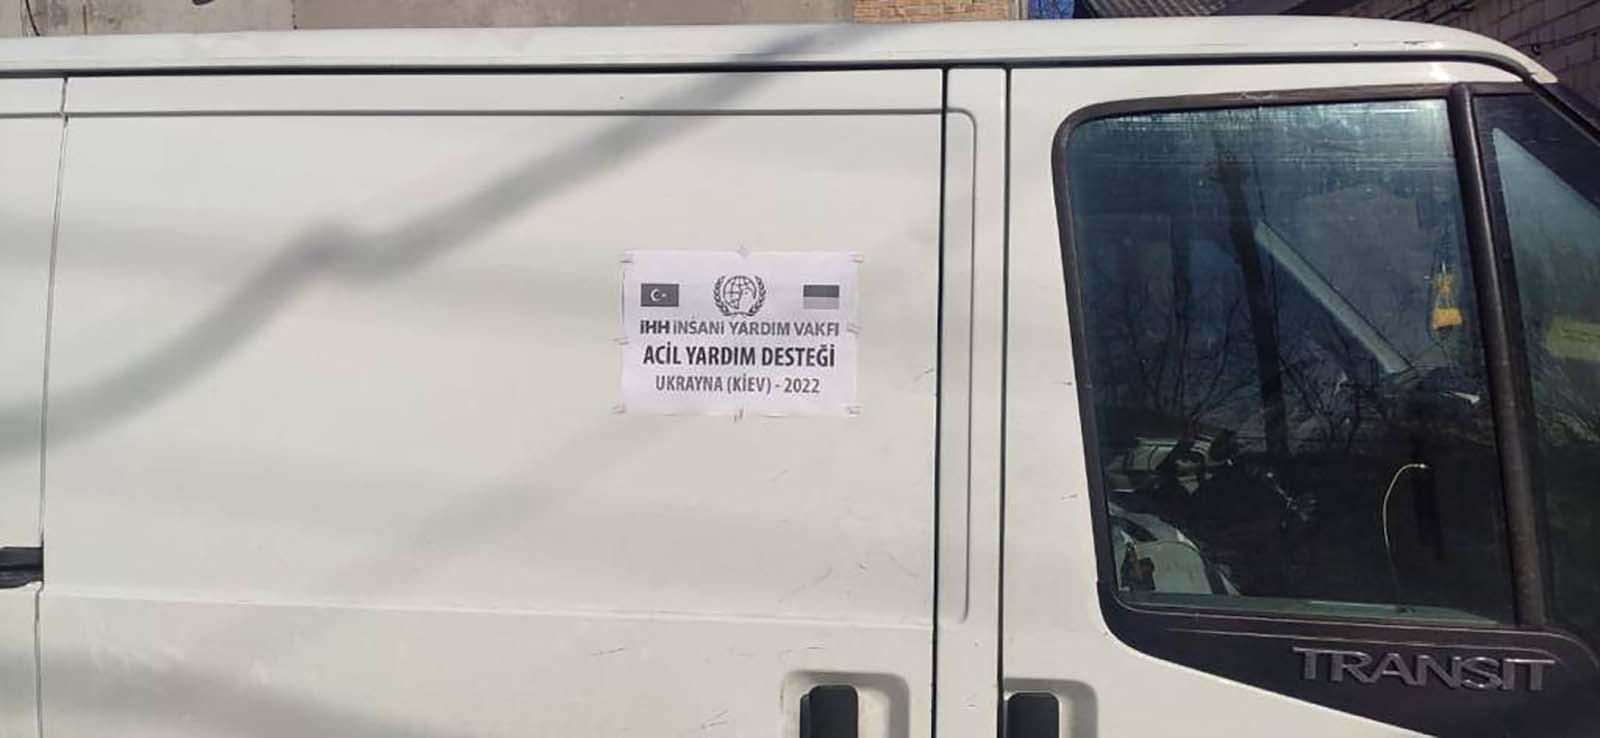 İHH İNSANİ YARDIM VAKFI
ACİL YARDIM DESTEĞİ
UKRAYNA (KİEV) - 2022
TRANSIT